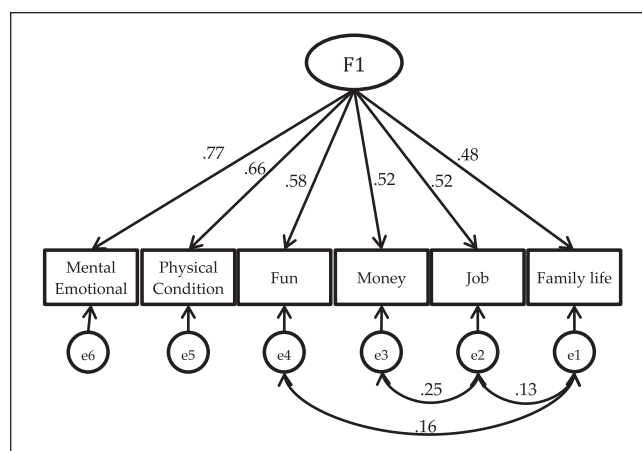 F1
.77
.66
.58
.52
.52
.48
Mental
Emotional
Physical
Condition
Fun
Money
Job
Family life
e6
e5
e4
e3
e2
e1
.25
.13
.16